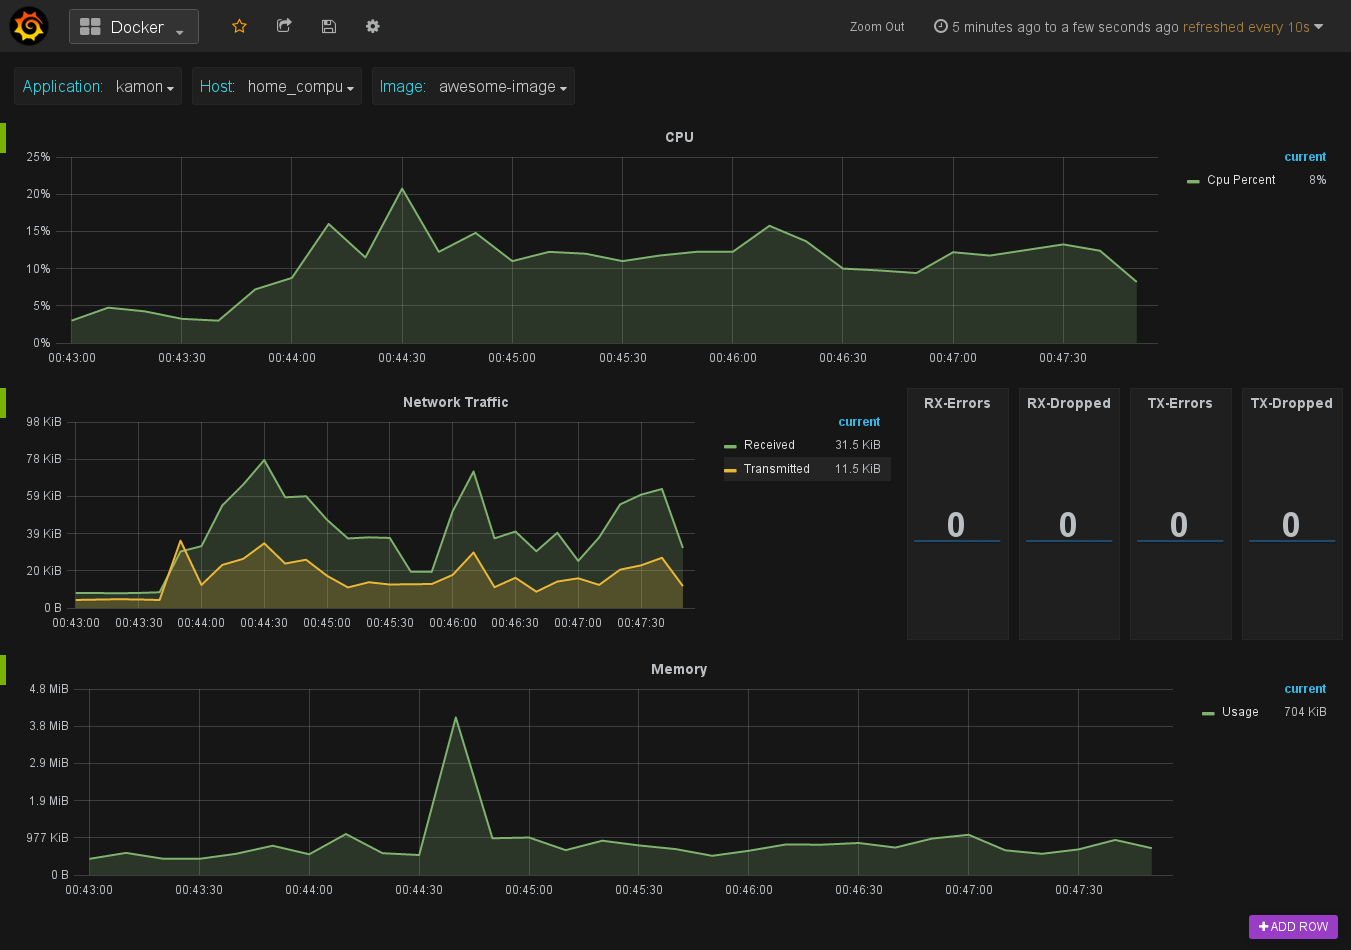 Docker
Zoom Out
5 minutes ago to a few seconds ago refreshed every 10s
Application: kamon
Host: home_compu
Image: awesome-image
CPU
25%
20%
15%
10%
5%
0%
00:43:00 00:43:30 00:44:00 00:44:30 00:45:00 00:45:30 00:46:00 00:46:30 00:47:00 00:47:30
current
Cpu Percent 8%
Network Traffic
98 KiB
78 KiB
59 KiB
39 KiB
20 KiB
0 B
00:43:00 00:43:30 00:44:00 00:44:30 00:45:00 00:45:30 00:46:00 00:46:30 00:47:00 00:47:30
current
Received 31.5 KiB
Transmitted 11.5 KiB
RX-Errors
0
RX-Dropped
0
TX-Errors
0
TX-Dropped
0
Memory
4.8 MiB
3.8 MiB
2.9 MiB
1.9 MiB
977 KiB
0 B
00:43:00 00:43:30 00:44:00 00:44:30 00:45:00 00:45:30 00:46:00 00:46:30 00:47:00 00:47:30
current
Usage 704 KiB
ADD ROW